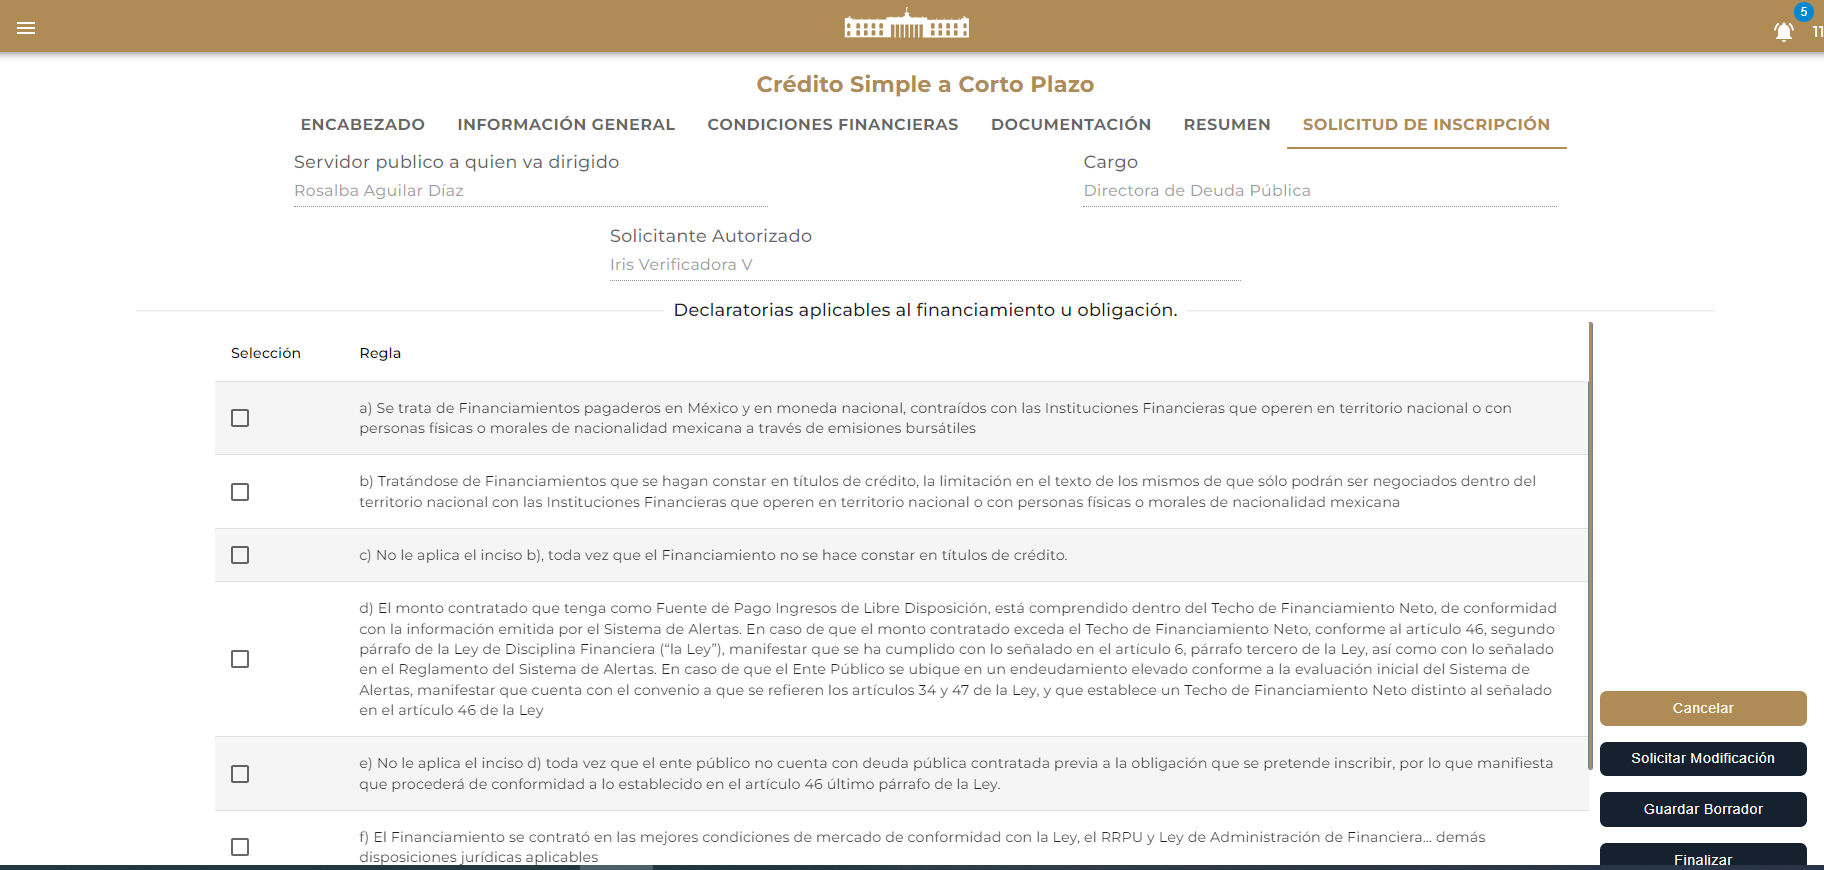 5
11
Crédito Simple a Corto Plazo
ENCABEZADO INFORMACIÓN GENERAL CONDICIONES FINANCIERAS DOCUMENTACIÓN RESUMEN SOLICITUD DE INSCRIPCIÓN
Servidor publico a quien va dirigido
Cargo
Rosalba Aguilar Díaz
Directora de Deuda Pública
Solicitante Autorizado
Iris Verificadora V
Declaratorias aplicables al financiamiento u obligación.
Selección Regla
a) Se trata de Financiamientos pagaderos en México y en moneda nacional, contraídos con las Instituciones Financieras que operen en territorio nacional o con
personas físicas o morales de nacionalidad mexicana a través de emisiones bursátiles
b) Tratándose de Financiamientos que se hagan constar en títulos de crédito, la limitación en el texto de los mismos de que sólo podrán ser negociados dentro del
territorio nacional con las Instituciones Financieras que operen en territorio nacional o con personas físicas o morales de nacionalidad mexicana
c) No le aplica el inciso b), toda vez que el Financiamiento no se hace constar en títulos de crédito.
d) El monto contratado que tenga como Fuente de Pago Ingresos de Libre Disposición, está comprendido dentro del Techo de Financiamiento Neto, de conformidad
con la información emitida por el Sistema de Alertas. En caso de que el monto contratado exceda el Techo de Financiamiento Neto, conforme al artículo 46, segundo
párrafo de la Ley de Disciplina Financiera (“la Ley”), manifestar que se ha cumplido con lo señalado en el artículo 6, párrafo tercero de la Ley, así como con lo señalado
en el Reglamento del Sistema de Alertas. En caso de que el Ente Público se ubique en un endeudamiento elevado conforme a la evaluación inicial del Sistema de
Alertas, manifestar que cuenta con el convenio a que se refieren los artículos 34 y 47 de la Ley, y que establece un Techo de Financiamiento Neto distinto al señalado
en el artículo 46 de la Ley
e) No le aplica el inciso d) toda vez que el ente público no cuenta con deuda pública contratada previa a la obligación que se pretende inscribir, por lo que manifiesta
que procederá de conformidad a lo establecido en el artículo 46 último párrafo de la Ley.
f) El Financiamiento se contrató en las mejores condiciones de mercado de conformidad con la Ley, el RRPU y Ley de Administración de Financiera... demás
disposiciones jurídicas aplicables
Cancelar
Solicitar Modificación
Guardar Borrador
Finalizar